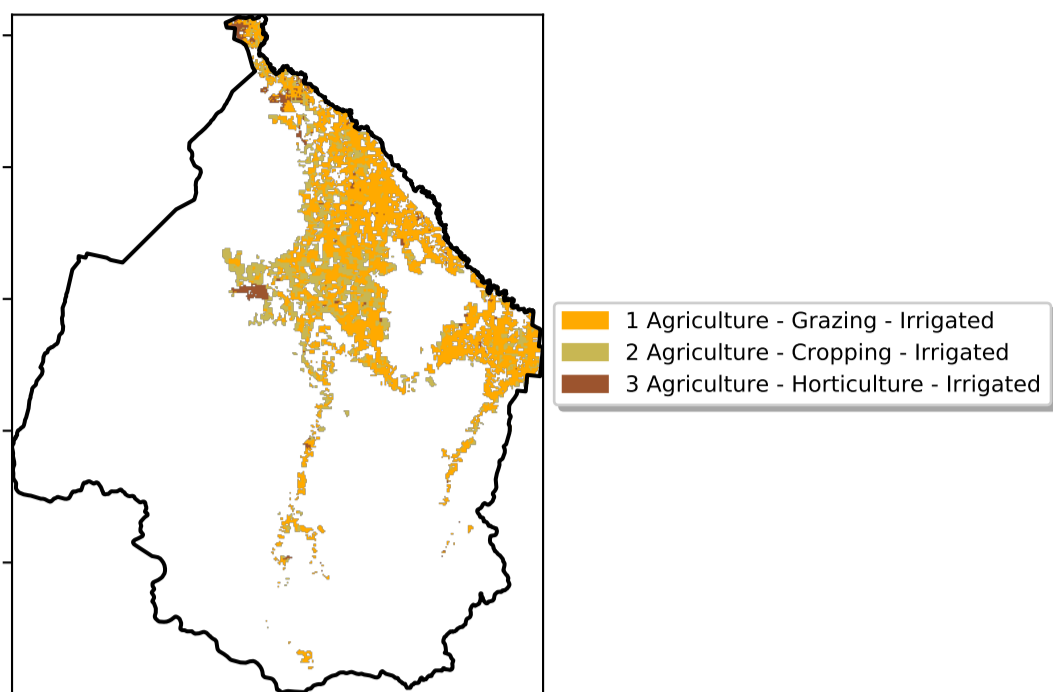 1 Agriculture - Grazing - Irrigated
2 Agriculture - Cropping - Irrigated
3 Agriculture - Horticulture - Irrigated